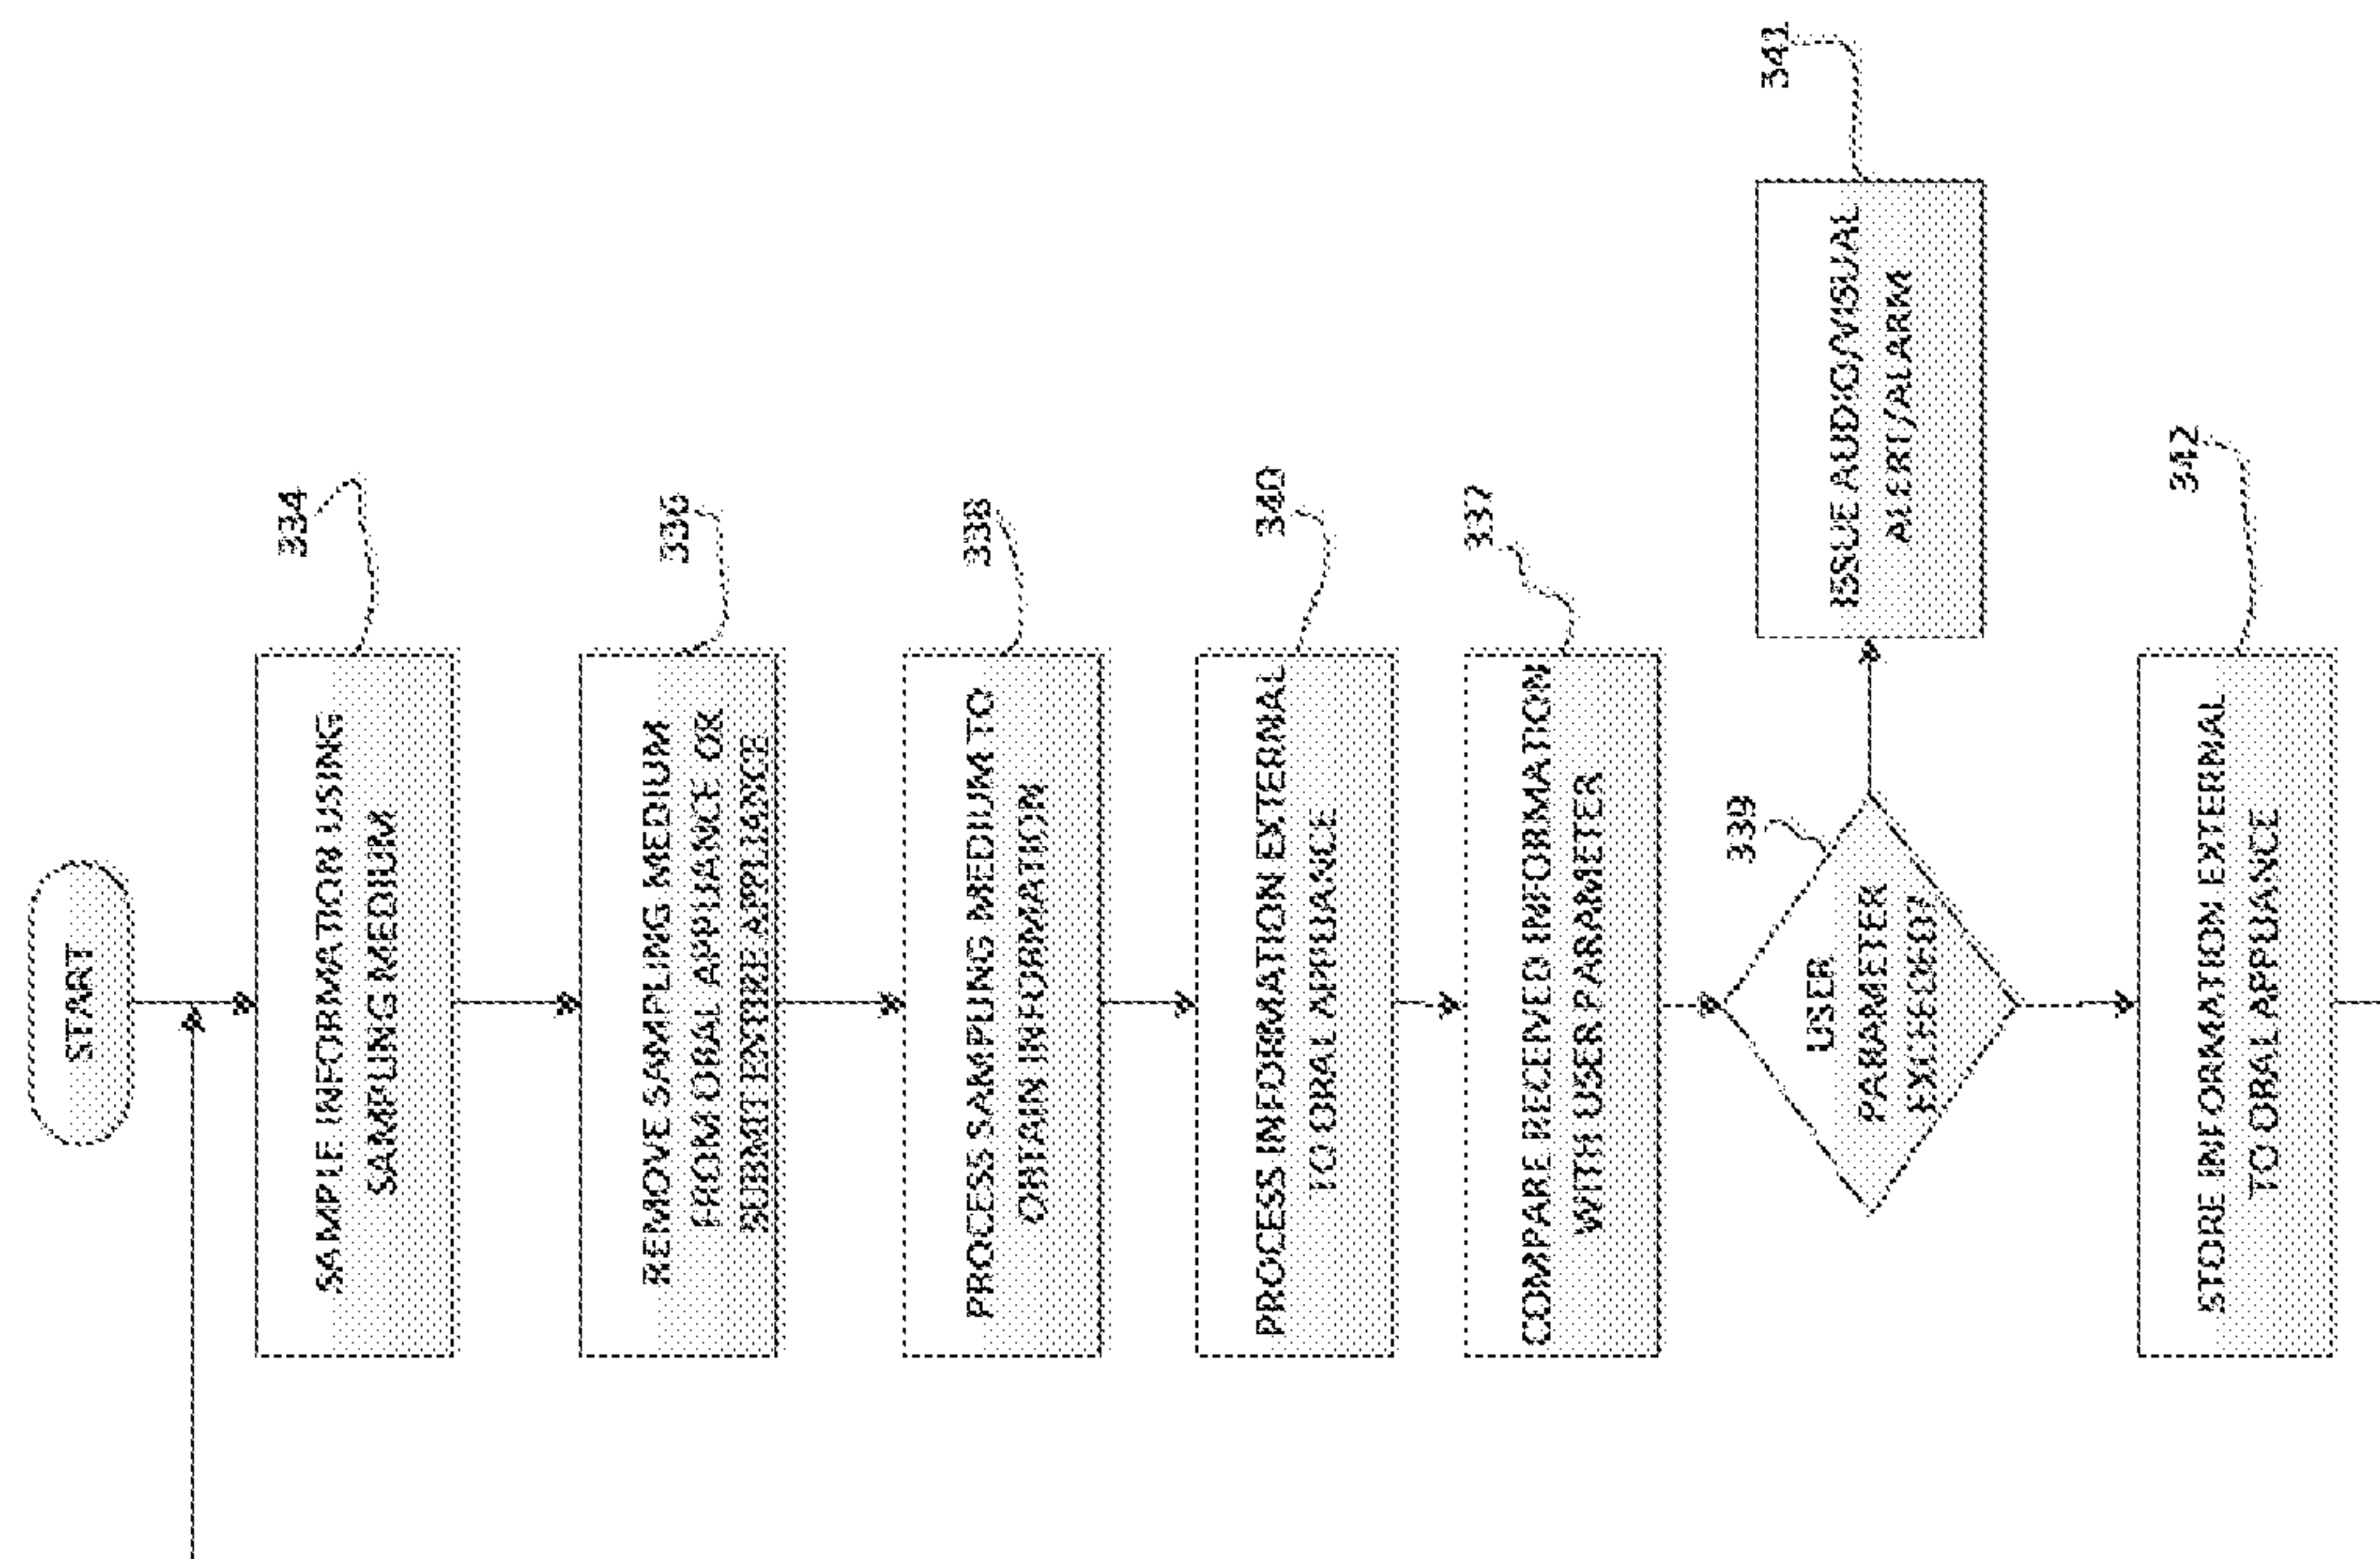 START
334
SAMPLE INFORMATION USING
SAMPLING MEDIUM
336
REMOVE SAMPLING MEDIUM
FROM ORAL APPLIANCE OR
SUBMIT ENTIRE APPLIANCE
338
PROCESS SAMPLING MEDIUM TO
OBTAIN INFORMATION
340
PROCESS INFORMATION EXTERNAL
TO ORAL APPLIANCE
337
COMPARE RECEIVED INFORMATION
WITH USER PARAMETER
339
USER
PARAMETER
EXCEEDED?
341
ISSUE AUDIO/VISUAL
ALERT/ALARM
342
STORE INFORMATION EXTERNAL
TO ORAL APPLIANCE